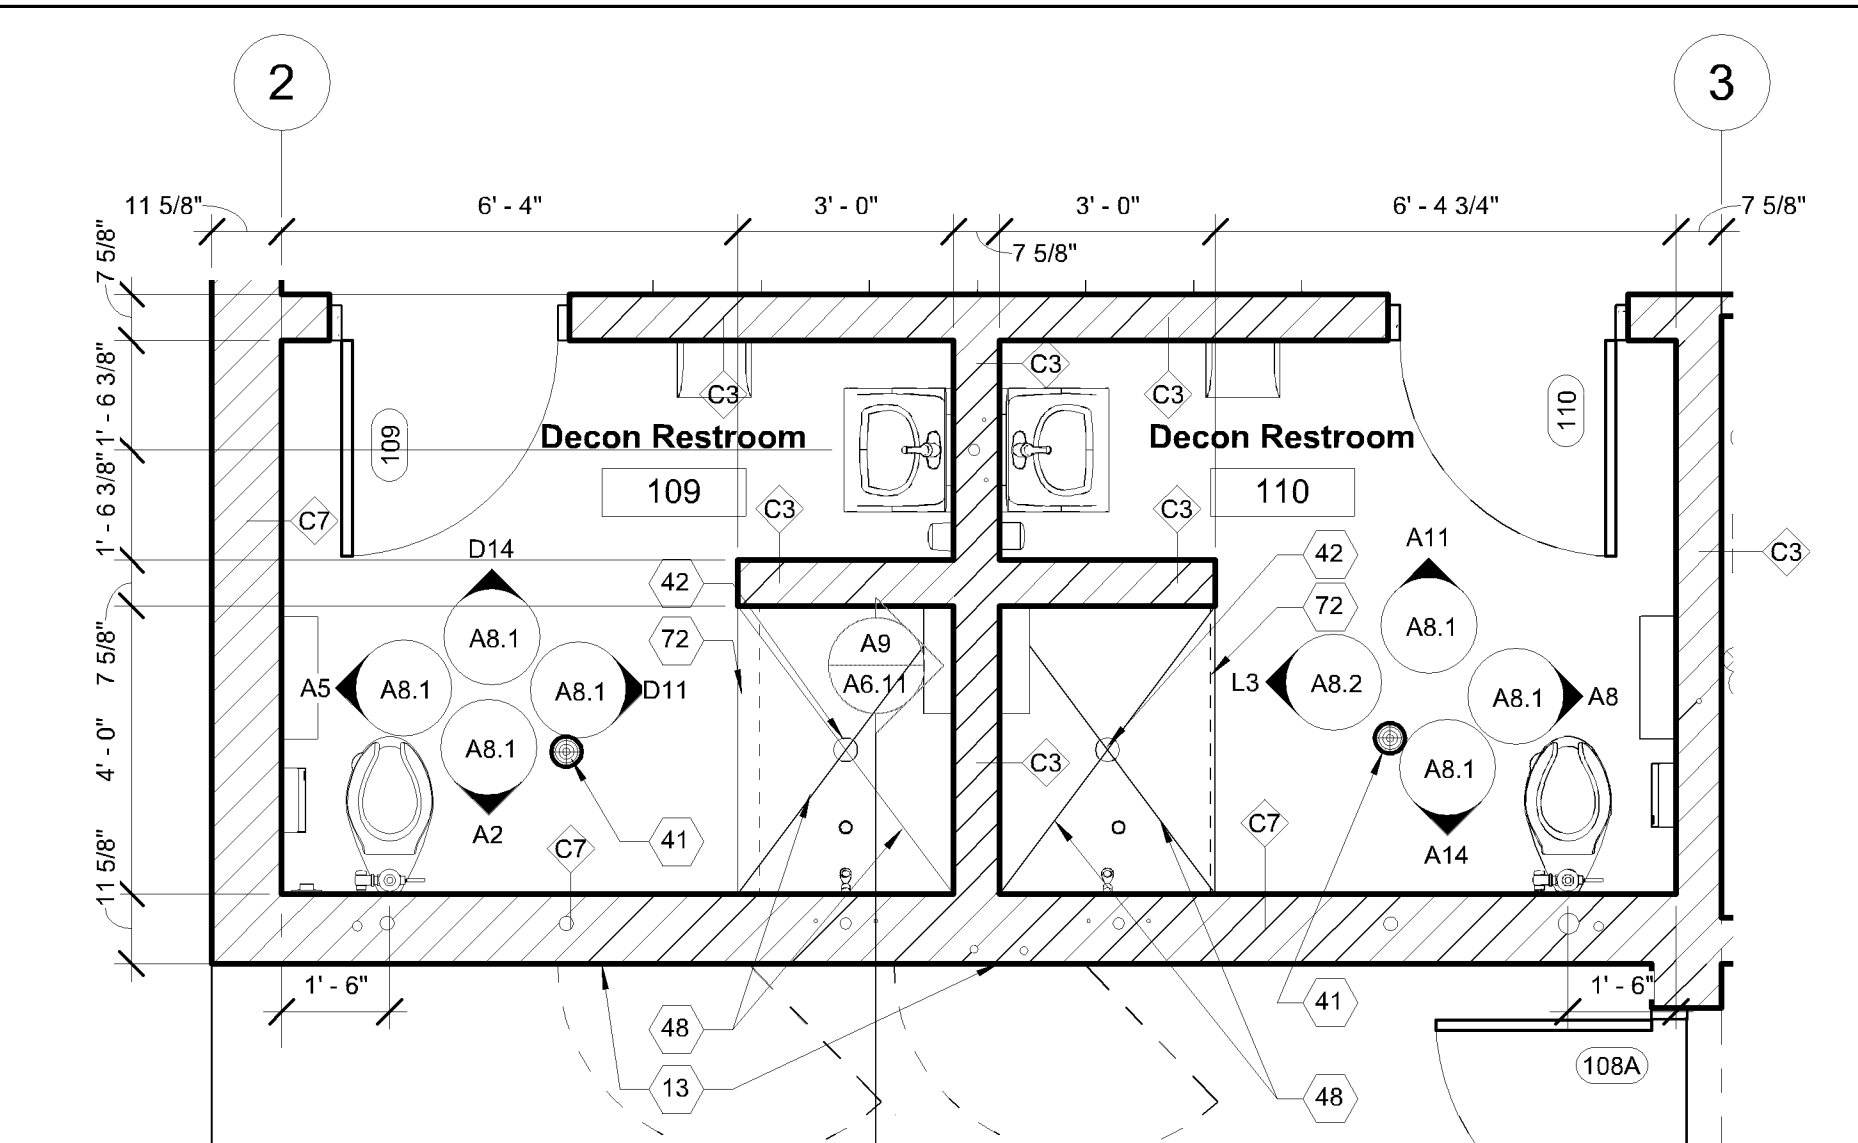 2
3
11 5/8"
6' - 4"
3' - 0"
3' - 0"
6' - 4 3/4"
7 5/8"
7 5/8"
7 5/8"
1' - 6 3/8"
1' - 6 3/8"
7 5/8"
4' - 0"
11 5/8"
C3
C3
C3
109
Decon Restroom
109
Decon Restroom
110
110
C7
C3
C3
C3
D14
A8.1
A5
A8.1
A8.1
D11
A8.1
A2
42
72
41
C7
A9
A6.11
C3
42
72
A11
A8.1
L3
A8.2
A8.1
A8
A8.1
A14
C7
1' - 6"
48
13
41
48
1' - 6"
108A